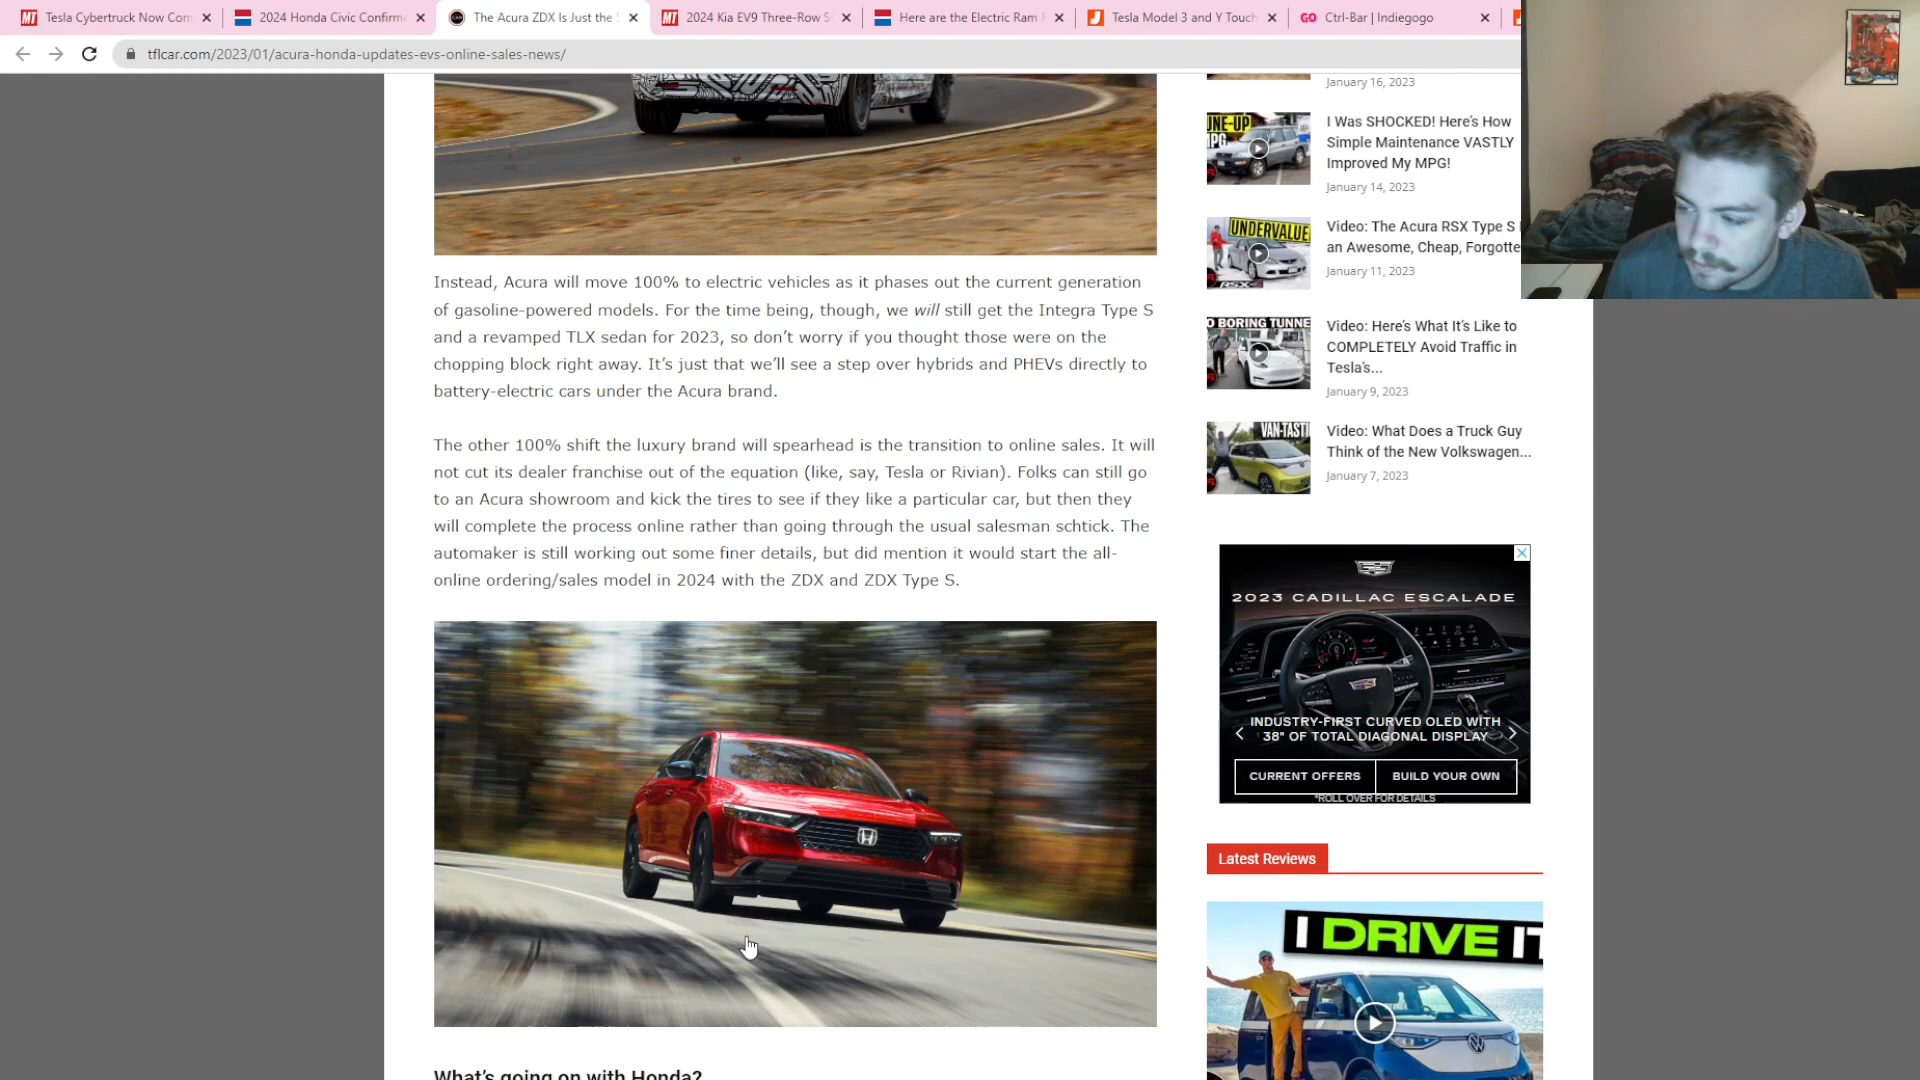 Tesla Cybertruck Now Com
2024 Honda Civic Confirm
The Acura ZDX Is Just the
2024 Kia EV9 Three-Row S
Here are the Electric Ram
Tesla Model 3 and Y Touch
GO Ctrl-Bar | Indiegogo
tflcar.com/2023/01/acura-honda-updates-evs-online-sales-news/
Instead, Acura will move 100% to electric vehicles as it phases out the current generation
of gasoline-powered models. For the time being, though, we will still get the Integra Type S
and a revamped TLX sedan for 2023, so don't worry if you thought those were on the
chopping block right away. It's just that we'll see a step over hybrids and PHEVs directly to
battery-electric cars under the Acura brand.
The other 100% shift the luxury brand will spearhead is the transition to online sales. It will
not cut its dealer franchise out of the equation (like, say, Tesla or Rivian). Folks can still go
to an Acura showroom and kick the tires to see if they like a particular car, but then they
will complete the process online rather than going through the usual salesman schtick. The
automaker is still working out some finer details, but did mention it would start the all-
online ordering/sales model in 2024 with the ZDX and ZDX Type S.
What's going on with Honda?
January 16, 2023
UNE-UP
I Was SHOCKED! Here's How
Simple Maintenance VASTLY
Improved My MPG!
January 14, 2023
UNDERVALUE
Video: The Acura RSX Type S
an Awesome, Cheap, Forgotte
January 11, 2023
O BORING TUNNE
Video: Here's What It's Like to
COMPLETELY Avoid Traffic in
Tesla's...
January 9, 2023
VAN-TASTI
Video: What Does a Truck Guy
Think of the New Volkswagen...
January 7, 2023
2023 CADILLAC ESCALADE
INDUSTRY-FIRST CURVED OLED WITH
38" OF TOTAL DIAGONAL DISPLAY
CURRENT OFFERS
BUILD YOUR OWN
*ROLL OVER FOR DETAILS
Latest Reviews
I DRIVE IT